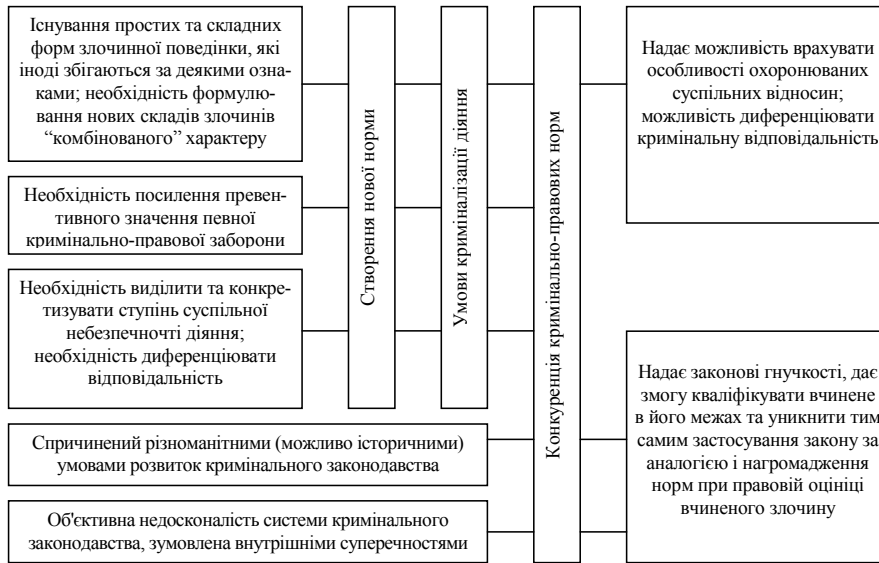 Існування простих та складних
форм злочинної поведінки, які
іноді збігаються за деякими озна-
ками; необхідність формулю-
вання нових складів злочинів
“комбінованого” характеру
Необхідність посилення превен-
тивного значення певної
кримінально-правової заборони
Необхідність виділити та конкре-
тизувати ступінь суспільної
небезпечночті діяння;
необхідність диференціювати
відповідальність
Спричинений різноманітними (можливо історичними)
умовами розвиток кримінального законодавства
Об'єктивна недосконалість системи кримінального
законодавства, зумовлена внутрішніми суперечностями
Створення нової норми
Умови криміналізації діяння
Конкуренція кримінально-правових норм
Надає можливість врахувати
особливості охоронюваних
суспільних відносин;
можливість диференціювати
кримінальну відповідальність
Надає законові гнучкості, дає
змогу кваліфікувати вчинене
в його межах та уникнити тим
самим застосування закону за
аналогією і нагромадження
норм при правовій оцініці
вчиненого злочину